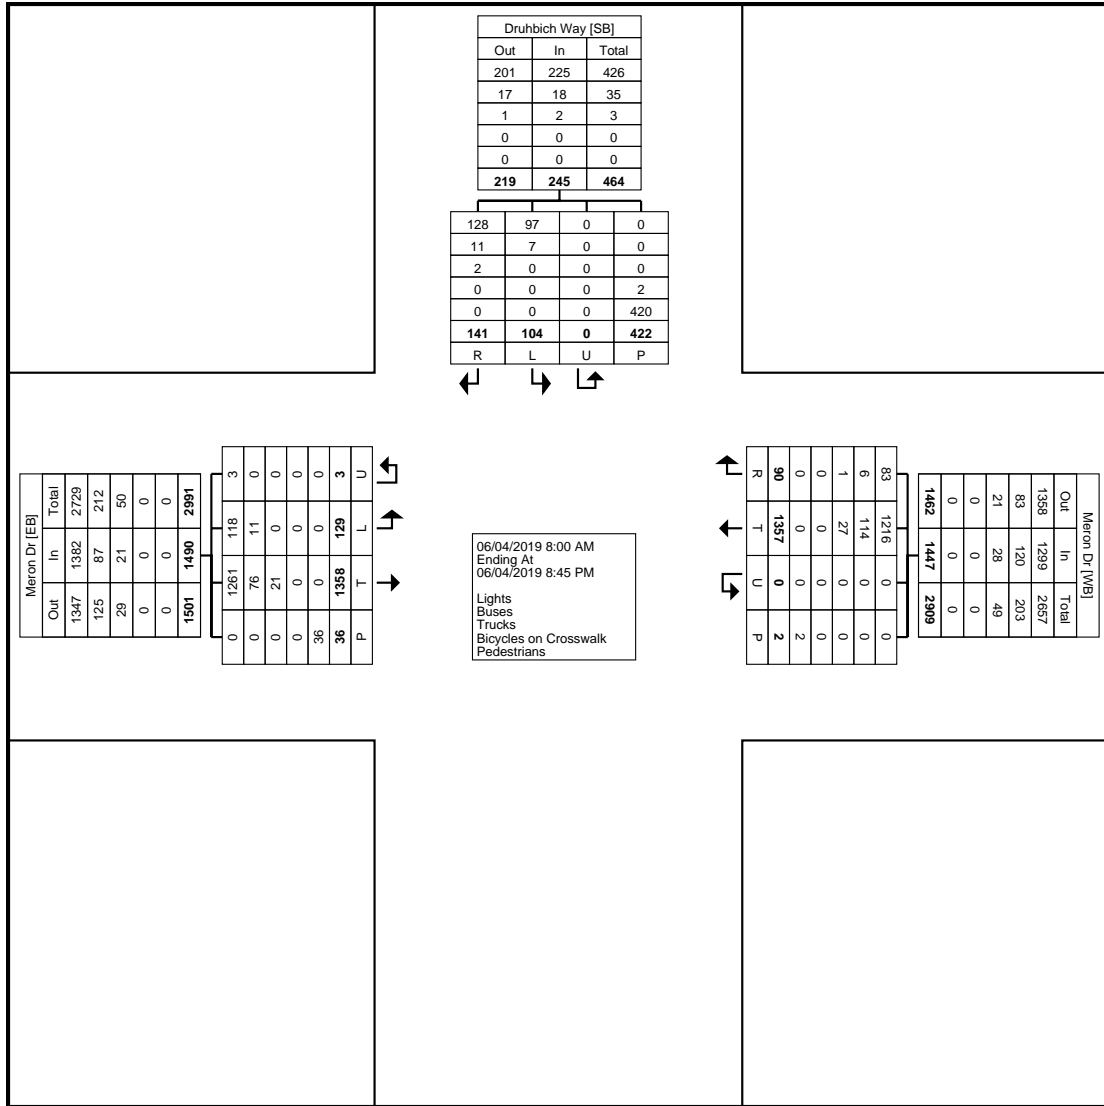 Druhbich Way [SB]
Out In Total
201 225 426
17 18 35
1 2 3
0 0 0
0 0 0
219 245 464
128 97 0 0
11 7 0 0
2 0 0 0
0 0 0 2
0 0 0 420
141 104 0 422
R L U P
Meron Dr [EB]
Total In Out
2729 1382 1347
212 87 125
50 21 29
0 0 0
0 0 0
2991 1490 1501
3 118 1261 0
0 11 76 0
0 0 21 0
0 0 0 0
0 0 0 36
3 129 1358 36
U L T P
06/04/2019 8:00 AM
Ending At
06/04/2019 8:45 PM
Lights
Buses
Trucks
Bicycles on Crosswalk
Pedestrians
R T U P
90 1357 0 2
0 0 0 2
0 0 0 0
1 27 0 0
6 114 0 0
83 1216 0 0
Meron Dr [WB]
Out In Total
1358 1299 2657
83 120 203
21 28 49
0 0 0
0 0 0
1462 1447 2909